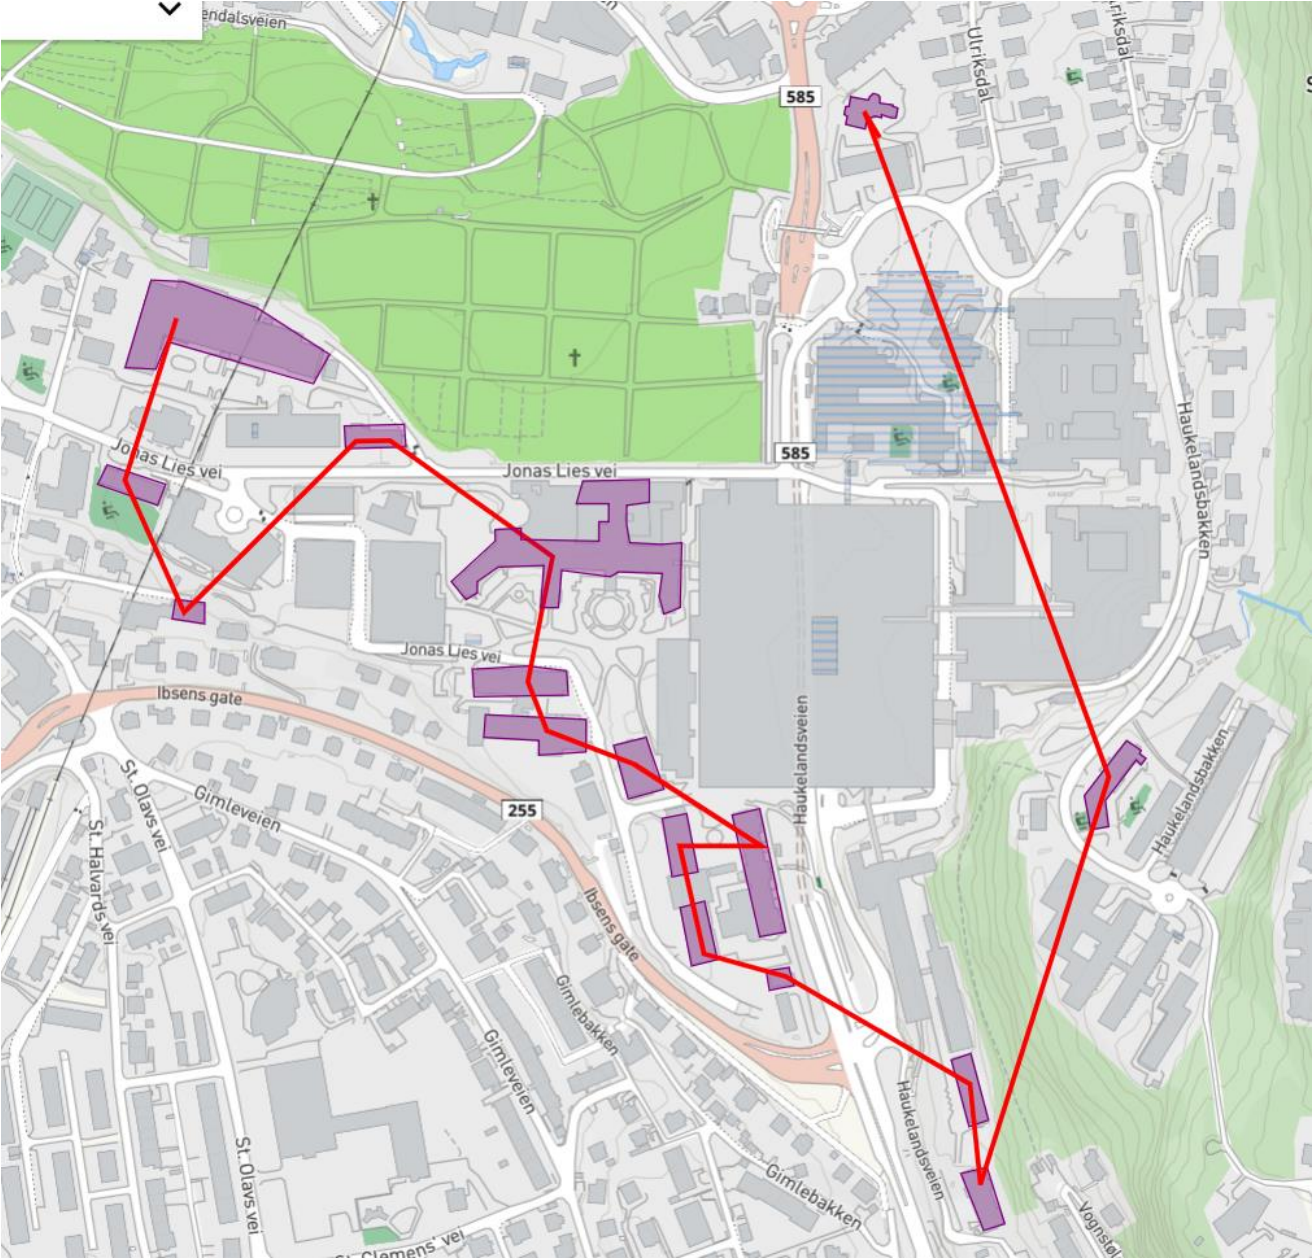 Ulriksdal
585
Jonas Lies vei
585
Jonas Lies vei
Haukelandsbakken
Jonas Lies vei
Ibsens gate
Haukelandsveien
Haukelandsbakken
St. Olavs vei
Gimleveien
255
St. Halvards vei
Ibsens gate
Gimlebakken
Gimleveien
Haukelandsveien
St. Olavs vei
Gimlebakken
St. Clemens' vei